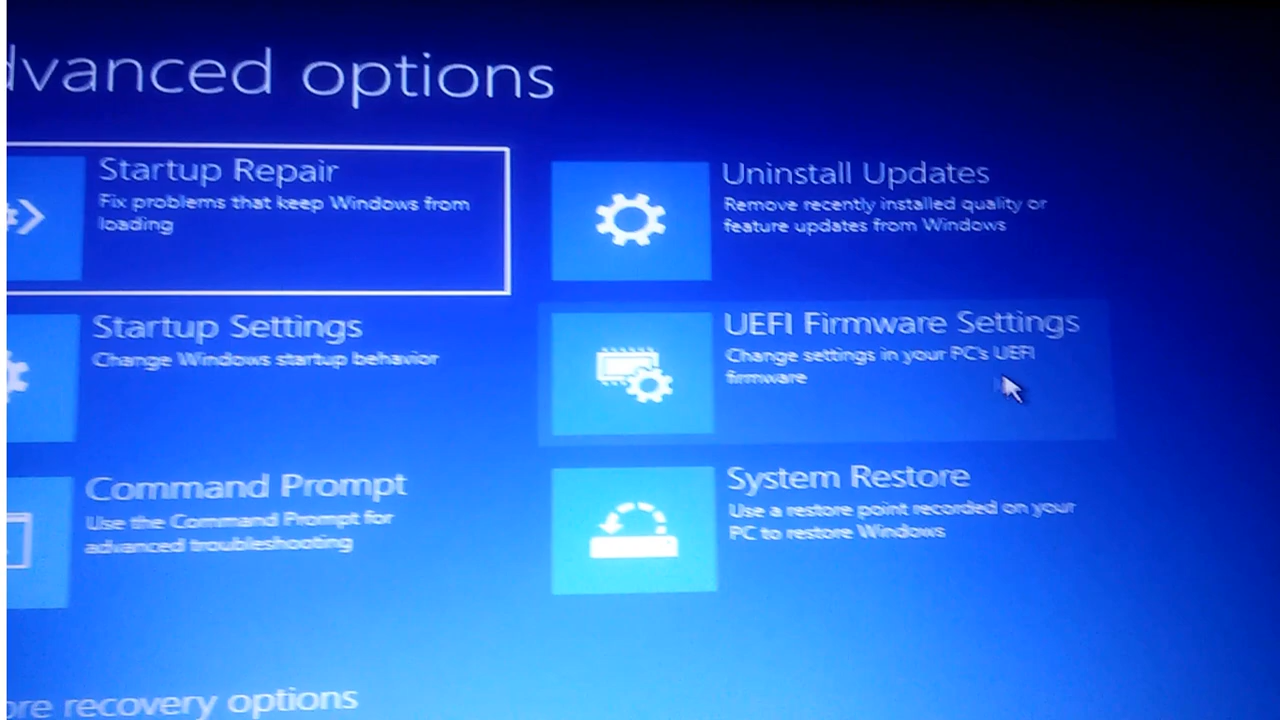 dvanced options
Startup Repair
Fix problems that keep Windows from
loading
Uninstall Updates
Remove recently installed quality or
feature updates from Windows
Startup Settings
Change Windows startup behavior
UEFI Firmware Settings
Change settings in your PC's UEFI
firmware
Command Prompt
Use the Command Prompt for
advanced troubleshooting
System Restore
Use a restore point recorded on your
PC to restore Windows
ore recovery options